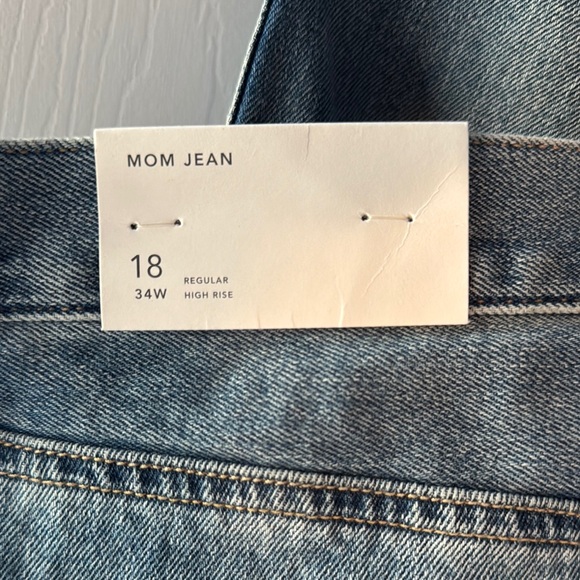 MOM JEAN
18 REGULAR
34W HIGH RISE